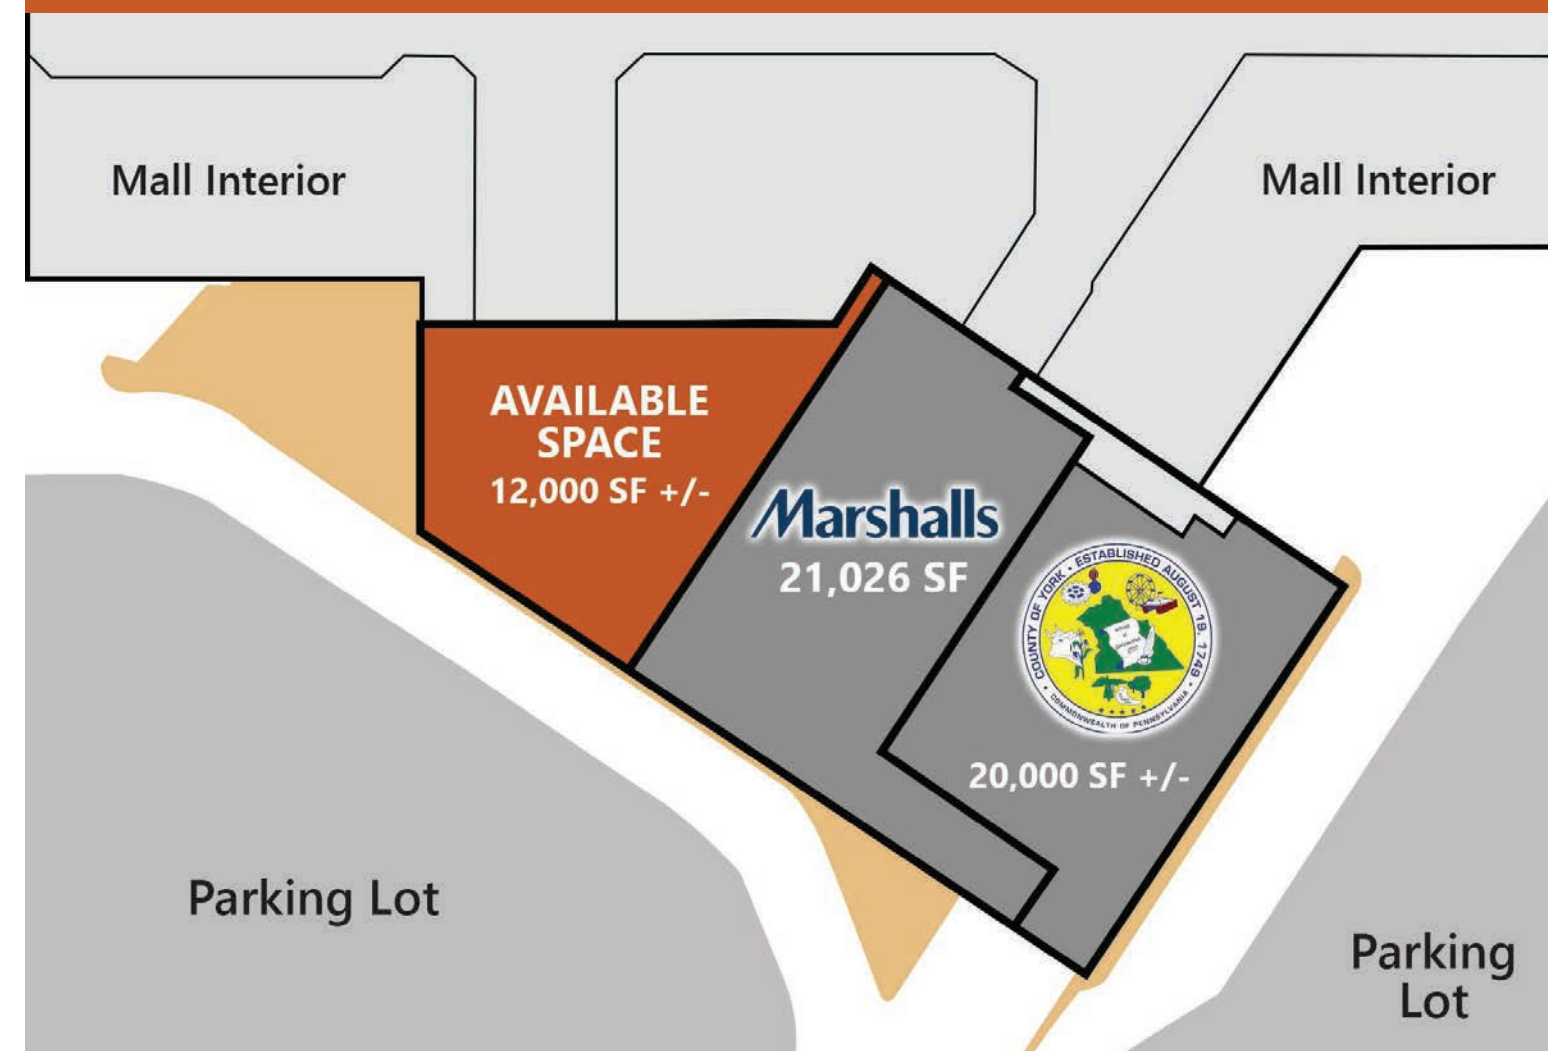 Mall Interior
Mall Interior
AVAILABLE
SPACE
12,000 SF +/-
Marshalls
21,026 SF
COUNTY OF YORK • ESTABLISHED AUGUST 19, 1749 •
COMMONWEALTH OF PENNSYLVANIA
20,000 SF +/-
Parking Lot
Parking
Lot